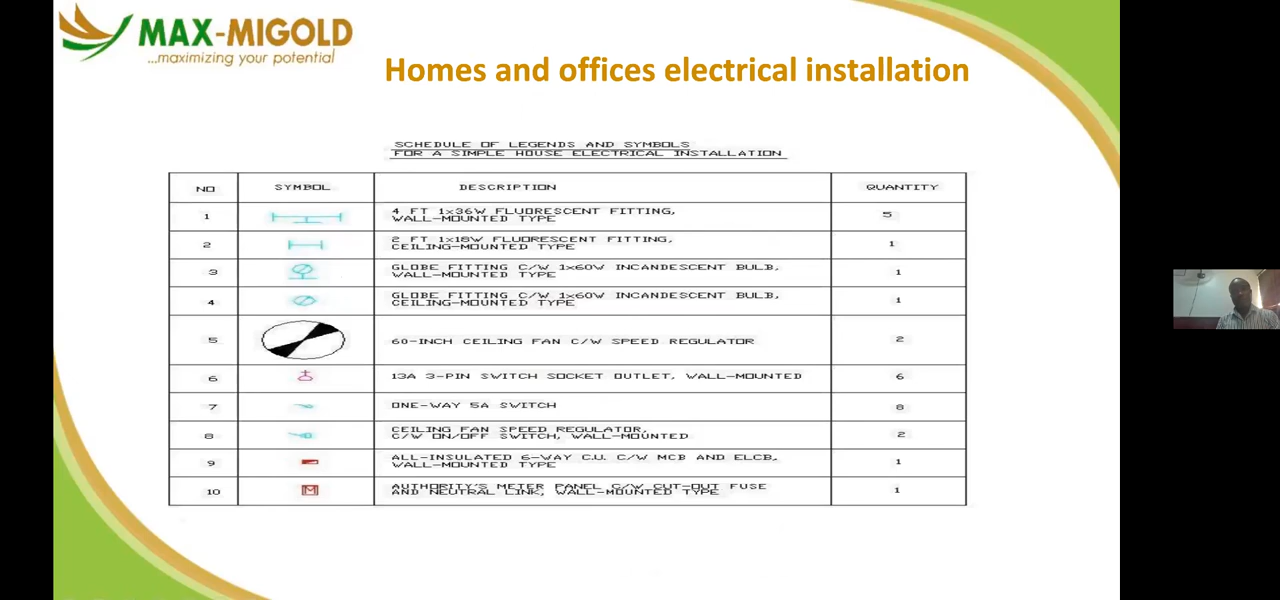 MAX-MIGOLD
...maximizing your potential
Homes and offices electrical installation
SCHEDULE OF LEGENDS AND SYMBOLS
FOR A SIMPLE HOUSE ELECTRICAL INSTALLATION
NO SYMBOL DESCRIPTION QUANTITY
1 4 FT 1x36W FLUORESCENT FITTING, 5
WALL-MOUNTED TYPE
2 2 FT 1x18W FLUORESCENT FITTING, 1
CEILING-MOUNTED TYPE
3 GLOBE FITTING C/W 1x60W INCANDESCENT BULB, 1
WALL-MOUNTED TYPE
4 GLOBE FITTING C/W 1x60W INCANDESCENT BULB, 1
CEILING-MOUNTED TYPE
5 60-INCH CEILING FAN C/W SPEED REGULATOR 2
6 13A 3-PIN SWITCH SOCKET OUTLET, WALL-MOUNTED 6
7 ONE-WAY 5A SWITCH 8
8 CEILING FAN SPEED REGULATOR, 2
C/W ON/OFF SWITCH, WALL-MOUNTED
9 ALL-INSULATED 6-WAY C.U. C/W MCB AND ELCB, 1
WALL-MOUNTED TYPE
10 M AUTHORITY'S METER PANEL C/W CUT-OUT FUSE 1
AND NEUTRAL LINK, WALL-MOUNTED TYPE